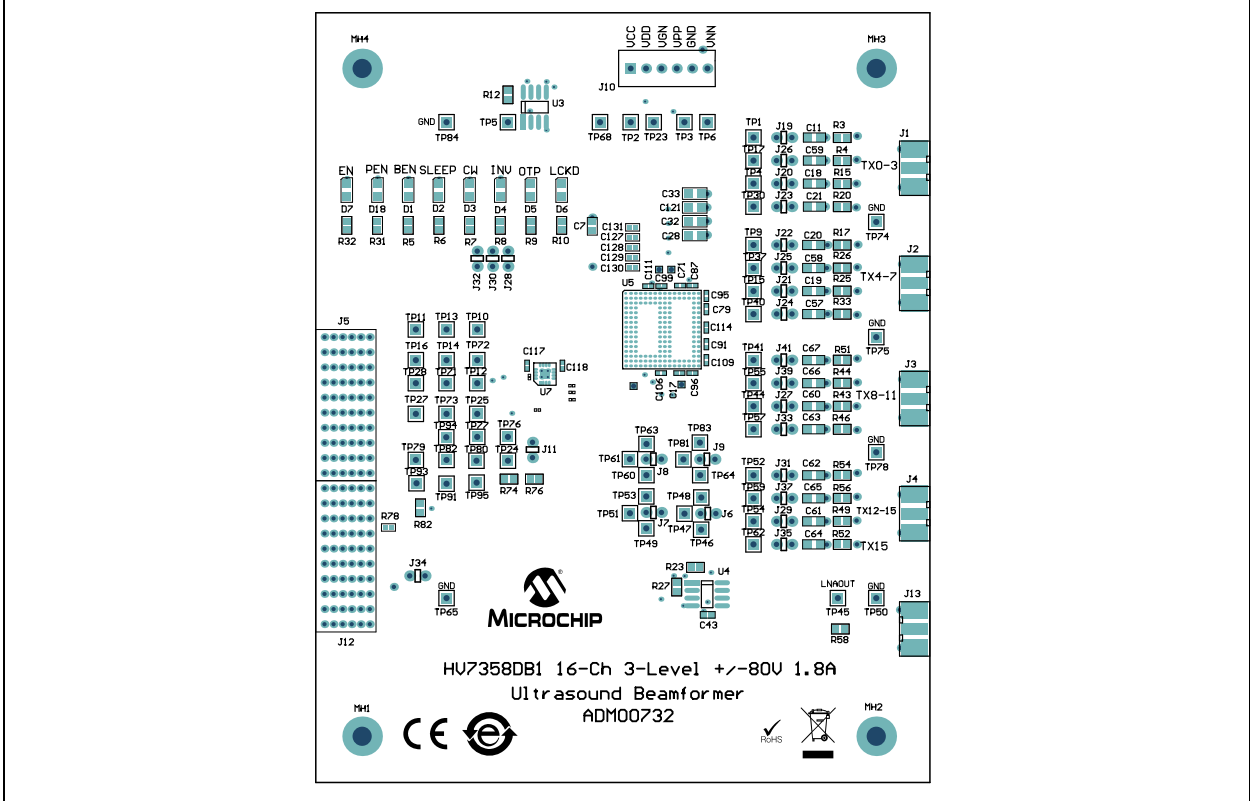 VCC VDD VGN VPP GND VNN
MH4 MH3
J10
R12 U3
GND TP84 TP5 TP68 TP2 TP23 TP3 TP6
TP1 J19 C11 R3 J1
TP17 J26 C59 R4 TX0-3
TP4 J20 C18 R15
TP30 J23 C21 R20
GND
TP74
EN PEN BEN SLEEP CW INV OTP LCKD
D7 D18 D1 D2 D3 D4 D5 D6
R32 R31 R5 R6 R7 R8 R9 R10
C7
C33
C121
C32
C28
C131
C127
C128
C129
C130
J32 J30 J28
TP9 J22 C20 R17 J2
TP37 J25 C58 R26 TX4-7
TP15 J21 C19 R25
TP40 J24 C57 R33
GND
TP75
U5 C111 C99 C71 C87
C95
C79
C114
C91
C109
C106 C17 C96
J5
TP11 TP13 TP10
TP16 TP14 TP72
TP28 TP71 TP12
TP27 TP73 TP25
TP94 TP77 TP76
TP79 TP82 TP80 TP24 J11
TP93 TP91 TP95 R74 R76
C117 C118
U7
TP41 J41 C67 R51 J3
TP55 J39 C66 R44 TX8-11
TP44 J27 C60 R43
TP57 J33 C63 R46
GND
TP78
TP63 TP83
TP61 TP81 J9
TP60 J8 TP64
TP53 TP48
TP51 J7 J6
TP49 TP47 TP46
TP52 J31 C62 R54 J4
TP59 J37 C65 R56 TX12-15
TP54 J29 C61 R49
TP62 J35 C64 R52 TX15
R78 R82
J34
GND
TP65
R23 U4
R27
C43
LNAOUT GND
TP45 TP50 J13
R58
J12
MICROCHIP
®
HV7358DB1 16-Ch 3-Level +/-80V 1.8A
Ultrasound Beamformer
ADM00732
MH1 MH2
CE e
RoHS